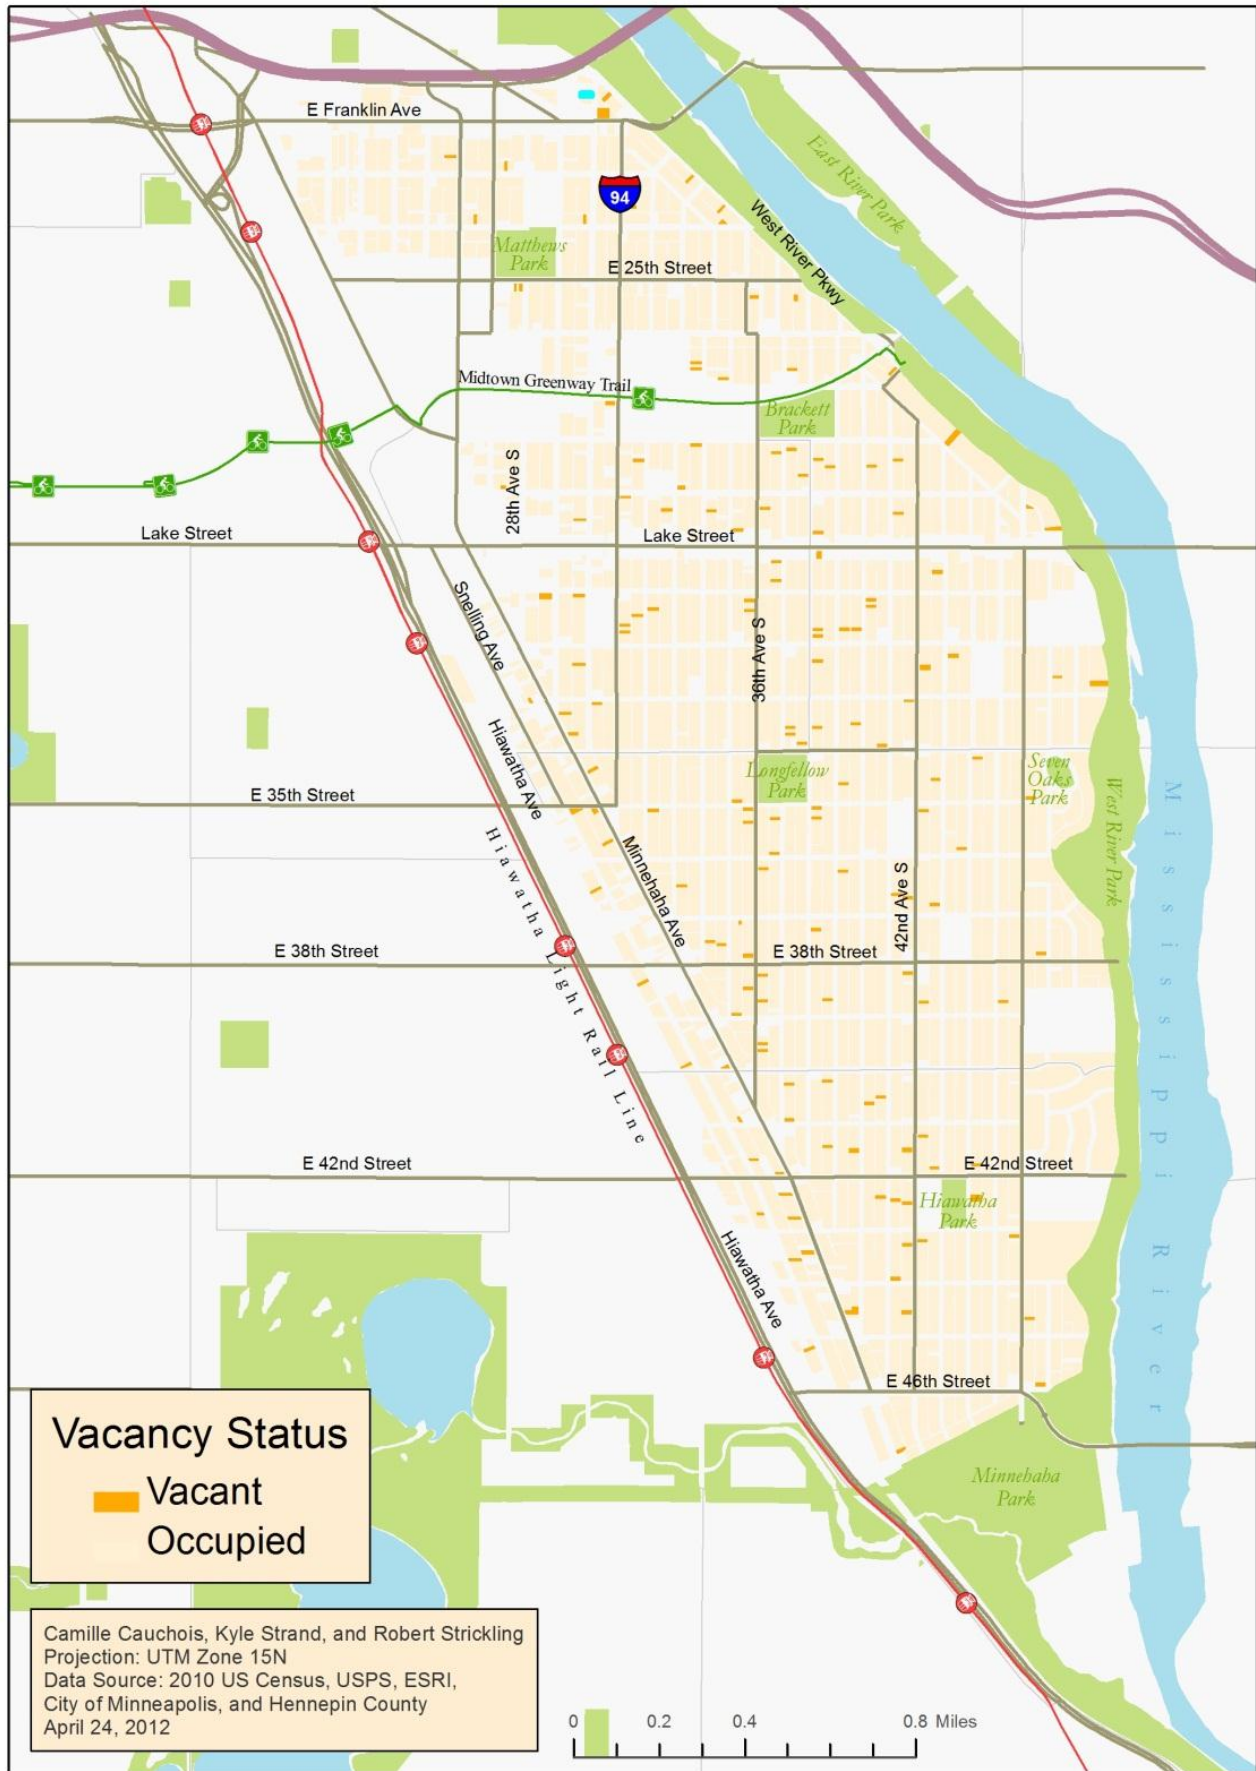 E Franklin Ave
94
East River Park
West River Pkwy
Matthews
Park
E 25th Street
Midtown Greenway Trail
Brackett
Park
28th Ave S
Lake Street
Lake Street
Snelling Ave
36th Ave S
Hiawatha Ave
Longfellow
Park
Seven
Oaks
Park
West River Park
Mississippi River
E 35th Street
Hiawatha Light Rail Line
Minnehaha Ave
42nd Ave S
E 38th Street
E 38th Street
E 42nd Street
E 42nd Street
Hiawatha
Park
Hiawatha Ave
E 46th Street
Minnehaha
Park
Vacancy Status
Vacant
Occupied
Camille Cauchois, Kyle Strand, and Robert Strickling
Projection: UTM Zone 15N
Data Source: 2010 US Census, USPS, ESRI,
City of Minneapolis, and Hennepin County
April 24, 2012
0 0.2 0.4 0.8 Miles